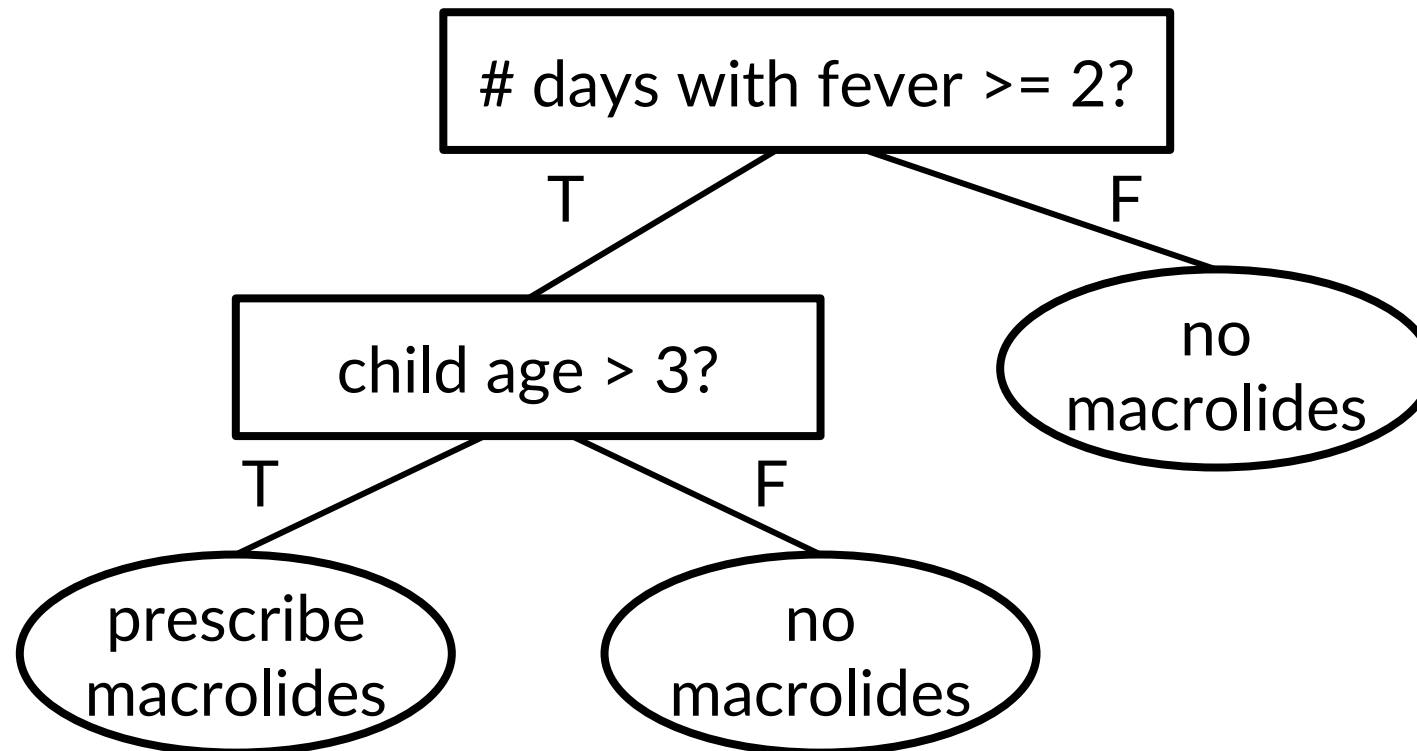 # days with fever >= 2?
T
F
child age > 3?
no
macrolides
T
F
prescribe
macrolides
no
macrolides